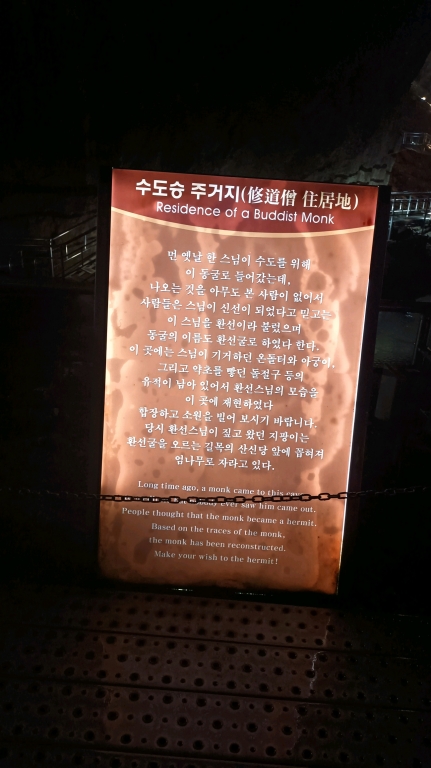 수도승 주거지(修道僧 住居地)
Residence of a Buddist Monk
먼 옛날 한 스님이 수도를 위해
이 동굴로 들어갔는데,
나오는 것을 아무도 본 사람이 없어서
사람들은 스님이 신선이 되었다고 믿고는
이 스님을 환선이라 불렀으며
동굴의 이름도 환선굴로 하였다 한다.
이 곳에는 스님이 기거하던 온돌터와 아궁이,
그리고 약초를 빻던 돌절구 등의
유적이 남아 있어서 환선스님의 모습을
이 곳에 재현하였다
합장하고 소원을 빌어 보시기 바랍니다.
당시 환선스님이 짚고 왔던 지팡이는
환선굴을 오르는 길목의 산신당 앞에 꽂혀져
엄나무로 자라고 있다.
Long time ago, a monk came to this
ever saw him came out.
People thought that the monk became a hermit.
Based on the traces of the monk,
the monk has been reconstructed.
Make your wish to the hermit!